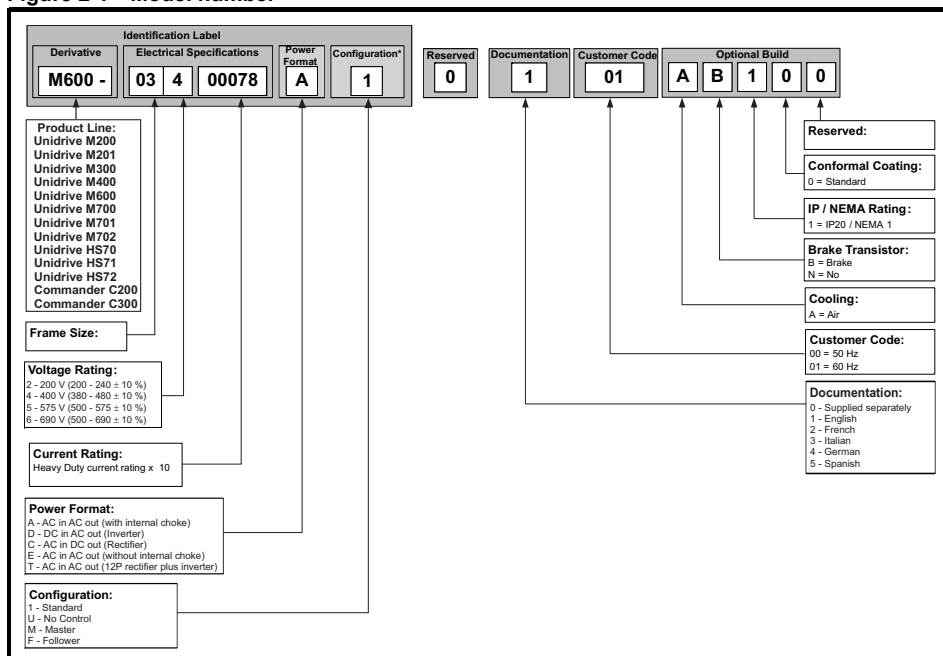 Identification Label
Derivative
Electrical Specifications
Power Format
Configuration*
Reserved
Documentation
Customer Code
Optional Build
M600 -
03
4
00078
A
1
0
1
01
A
B
1
0
0
Product Line:
Unidrive M200
Unidrive M201
Unidrive M300
Unidrive M400
Unidrive M600
Unidrive M700
Unidrive M701
Unidrive M702
Unidrive HS70
Unidrive HS71
Unidrive HS72
Commander C200
Commander C300
Frame Size:
Voltage Rating:
2 - 200 V (200 - 240 ± 10 %)
4 - 400 V (380 - 480 ± 10 %)
5 - 575 V (500 - 575 ± 10 %)
6 - 690 V (500 - 690 ± 10 %)
Current Rating:
Heavy Duty current rating x 10
Power Format:
A - AC in AC out (with internal choke)
D - DC in AC out (Inverter)
C - AC in DC out (Rectifier)
E - AC in AC out (without internal choke)
T - AC in AC out (12P rectifier plus inverter)
Configuration:
1 - Standard
U - No Control
M - Master
F - Follower
Reserved:
Conformal Coating:
0 = Standard
IP / NEMA Rating:
1 = IP20 / NEMA 1
Brake Transistor:
B = Brake
N = No
Cooling:
A = Air
Customer Code:
00 = 50 Hz
01 = 60 Hz
Documentation:
0 - Supplied separately
1 - English
2 - French
3 - Italian
4 - German
5 - Spanish